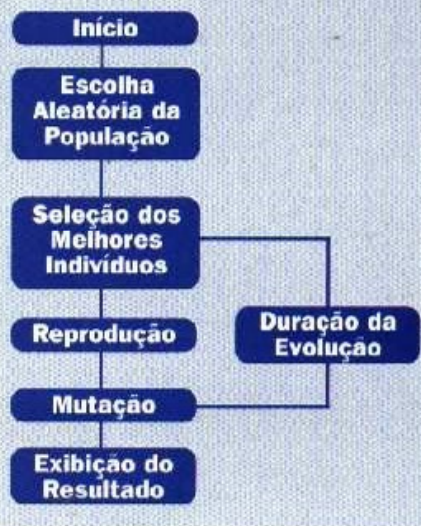 Início
Escolha
Aleatória da
População
Seleção dos
Melhores
Indivíduos
Reprodução
Duração da
Evolução
Mutação
Exibição do
Resultado